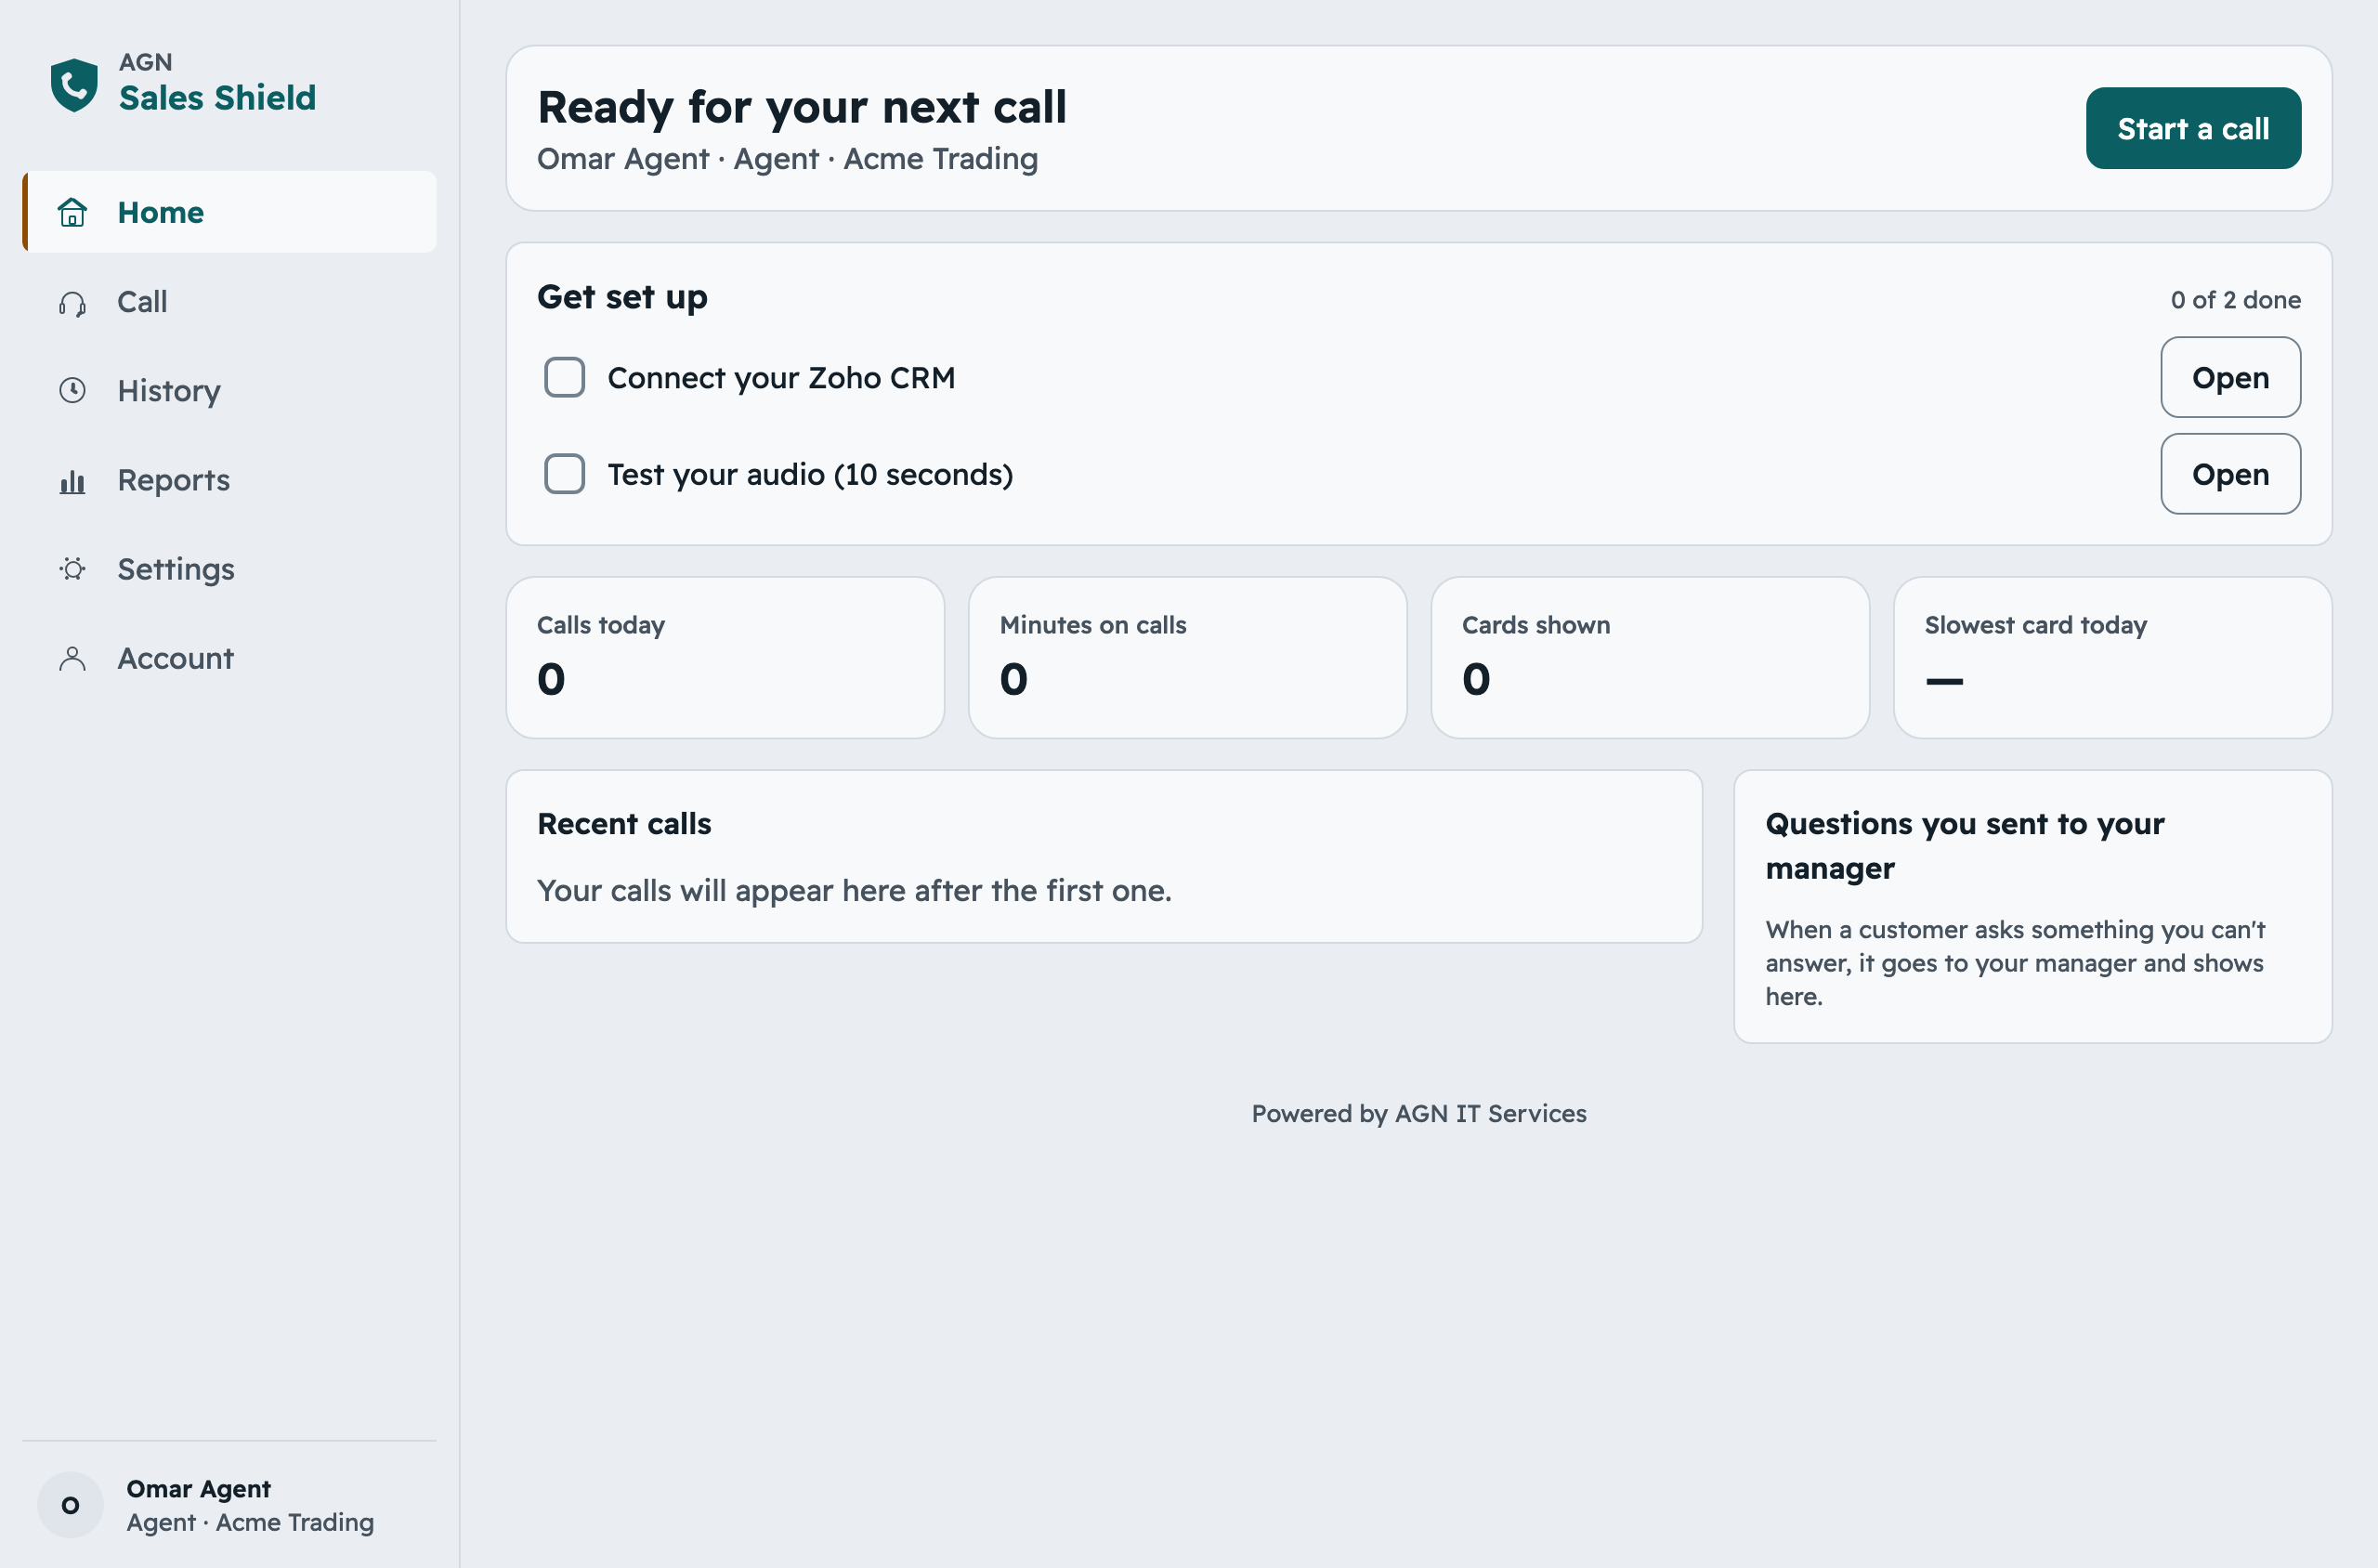 AGN
Sales Shield
Home
Call
History
Reports
Settings
Account
Omar Agent
Agent · Acme Trading
Ready for your next call
Omar Agent · Agent · Acme Trading
Start a call
Get set up
0 of 2 done
Connect your Zoho CRM
Open
Test your audio (10 seconds)
Open
Calls today
0
Minutes on calls
0
Cards shown
0
Slowest card today
—
Recent calls
Your calls will appear here after the first one.
Questions you sent to your
manager
When a customer asks something you can't
answer, it goes to your manager and shows
here.
Powered by AGN IT Services
O